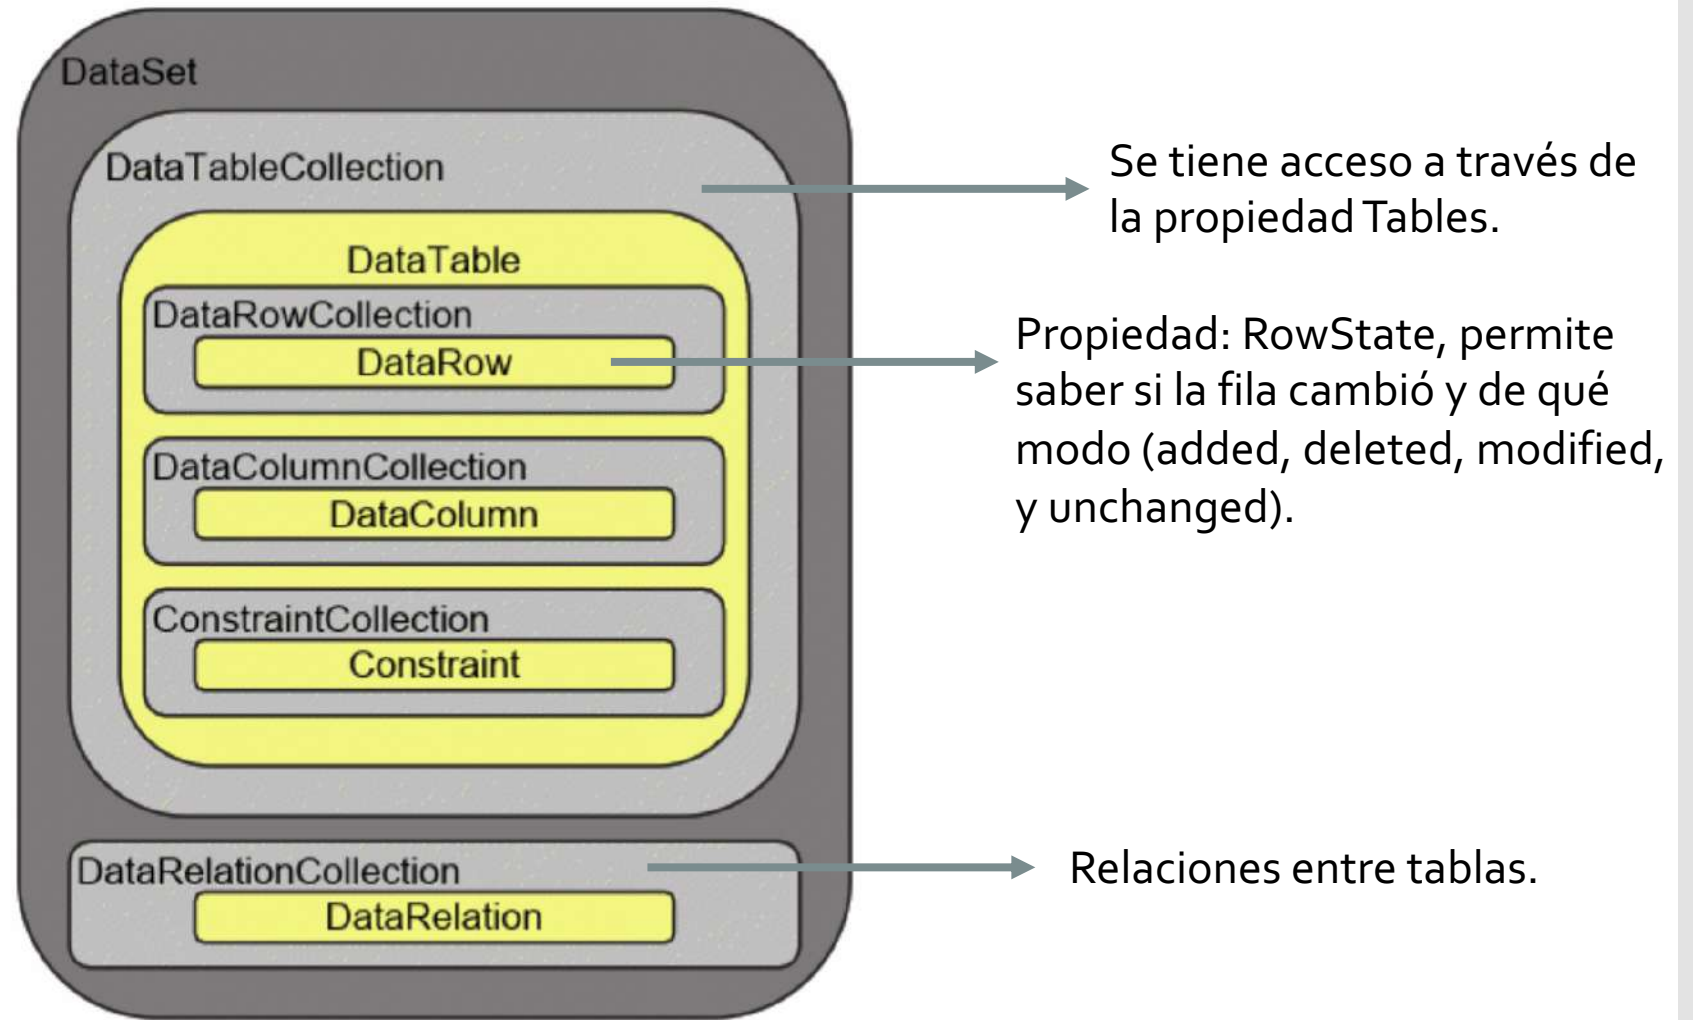 DataSet
DataTableCollection
DataTable
DataRowCollection
DataRow
DataColumnCollection
DataColumn
ConstraintCollection
Constraint
DataRelationCollection
DataRelation
Se tiene acceso a través de
la propiedad Tables.
Propiedad: RowState, permite
saber si la fila cambió y de qué
modo (added, deleted, modified,
y unchanged).
Relaciones entre tablas.